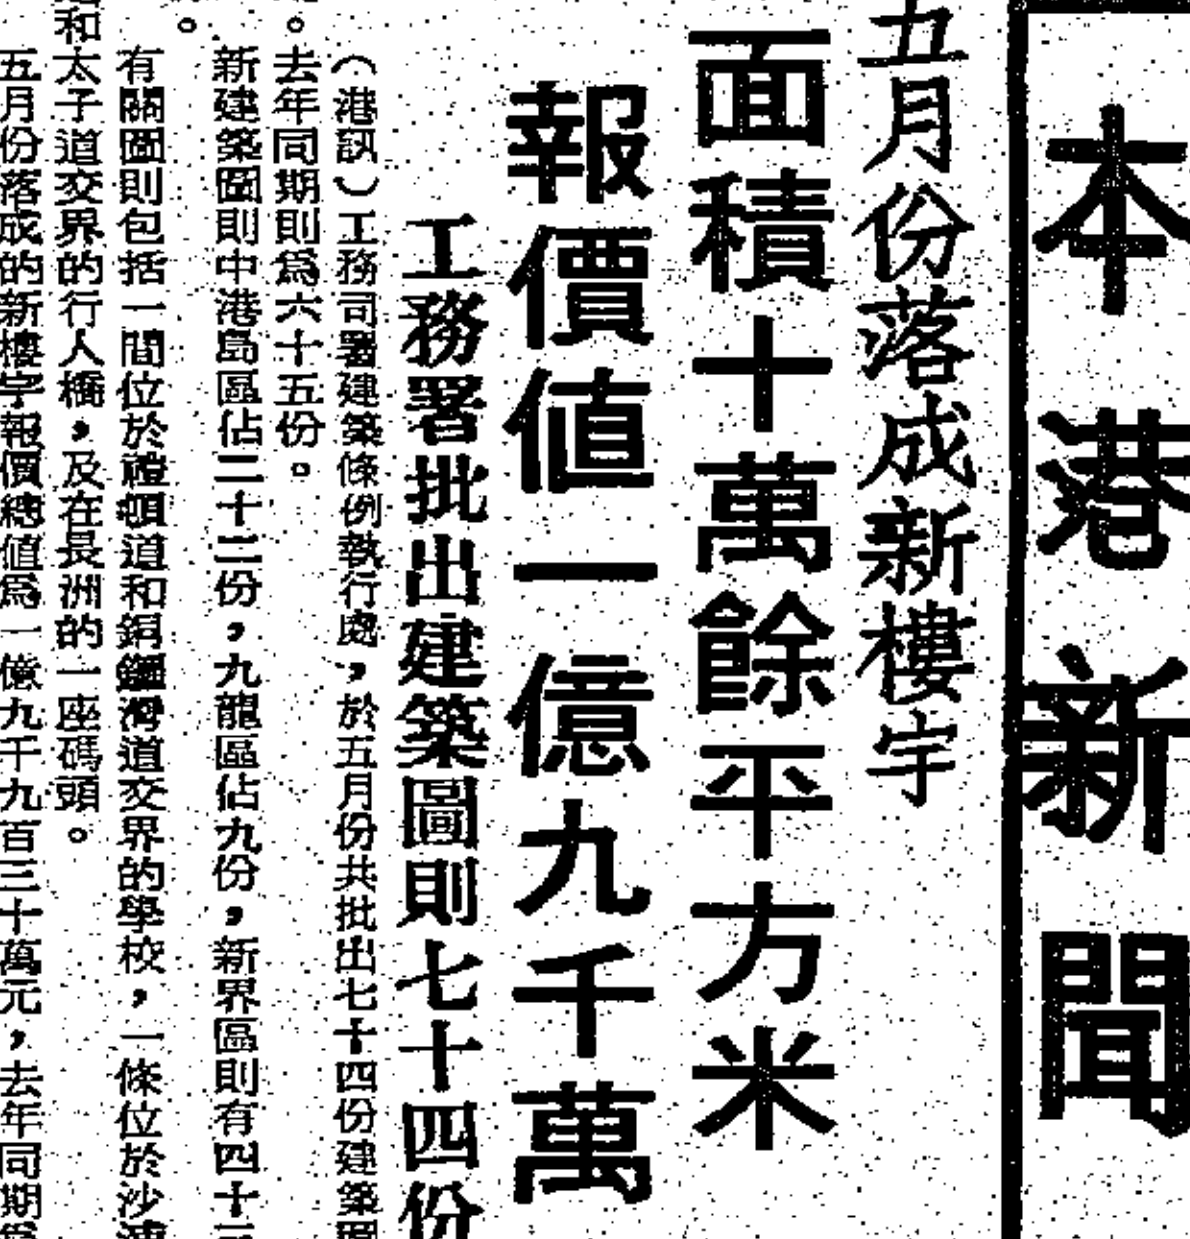 本港新聞
五月份落成新樓宇
面積十萬餘平方米
報價值一億九千萬
工務署批出建築圖則七十四份
（港訊）工務司署建築條例執行處，於五月份共批出七十四份建築圖
去年同期則爲六十五份。
新建築圖則中港島區佔二十二份，九龍區佔九份，新界區則有四十三
有關圖則包括一間位於禮頓道和銅鑼灣道交界的學校，一條位於沙浦
和太子道交界的行人橋，及在長洲的一座碼頭。
五月份落成的新樓宇報價總值爲一億九千九百三十萬元，去年同期爲